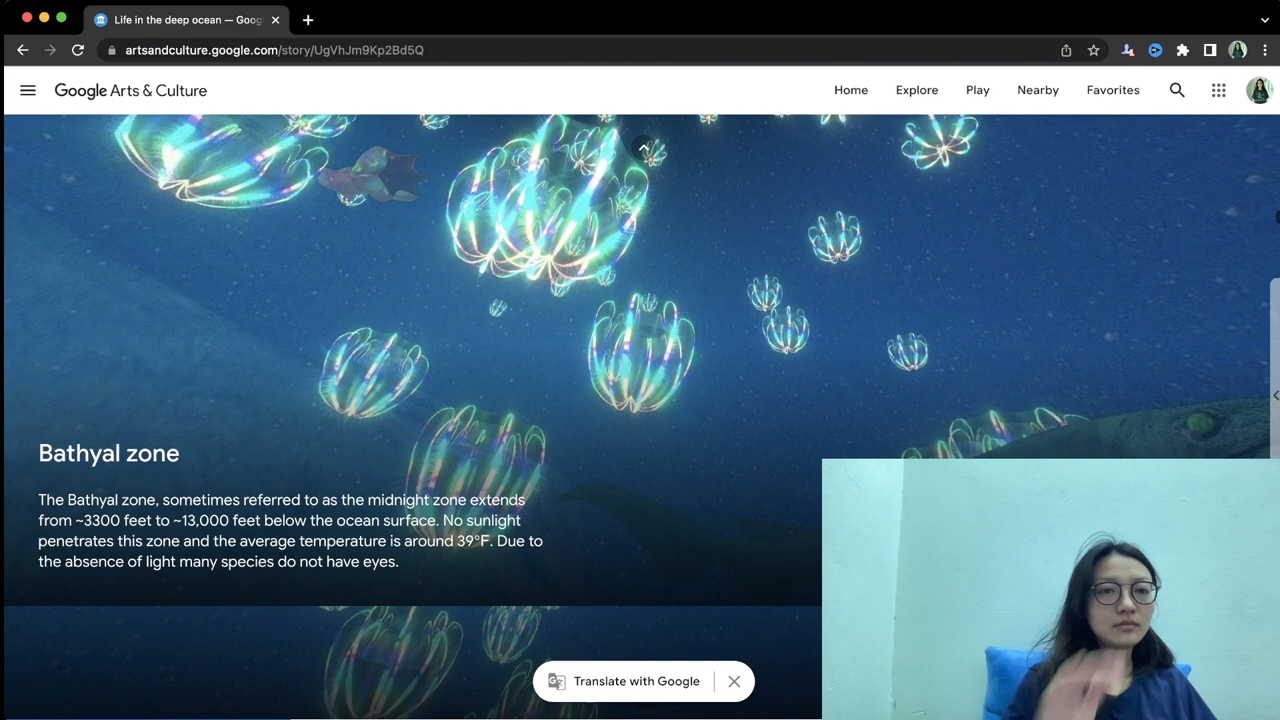 Life in the deep ocean — Goog
artsandculture.google.com/story/UgVhJm9Kp2Bd5Q
Google Arts & Culture
Home
Explore
Play
Nearby
Favorites
Bathyal zone
The Bathyal zone, sometimes referred to as the midnight zone extends
from ~3300 feet to ~13,000 feet below the ocean surface. No sunlight
penetrates this zone and the average temperature is around 39°F. Due to
the absence of light many species do not have eyes.
Translate with Google